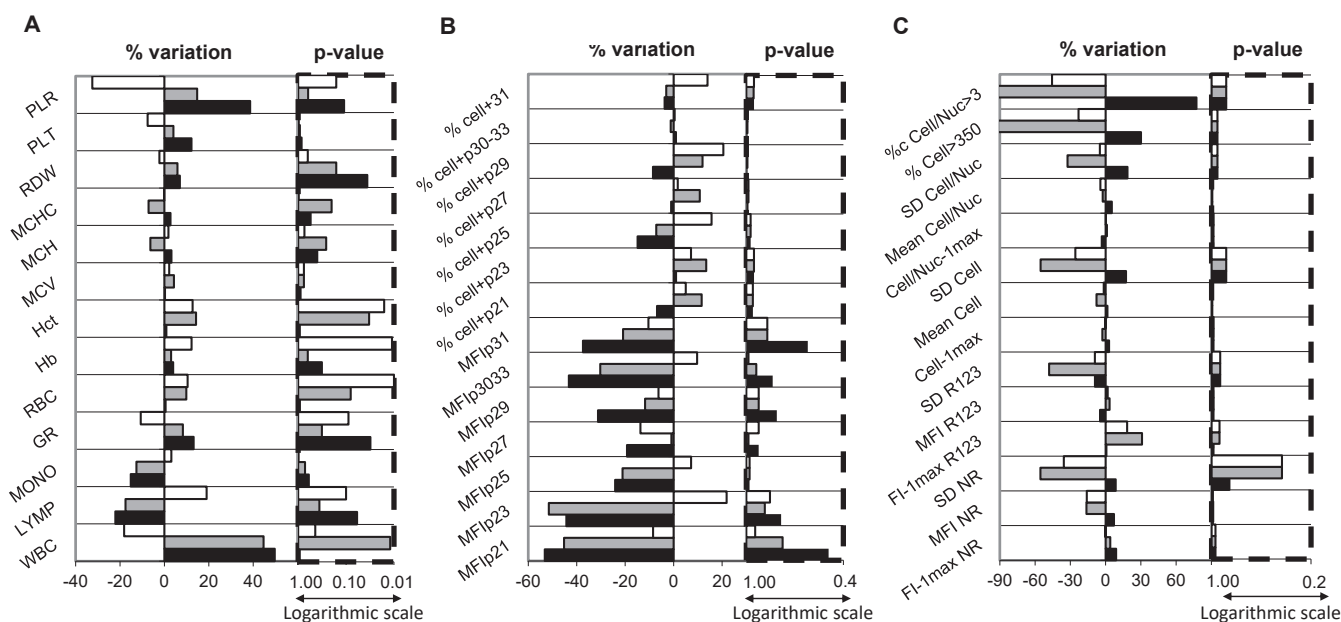 A
% variation
p-value
PLR
PLT
RDW
MCHC
MCH
MCV
Hct
Hb
RBC
GR
MONO
LYMP
WBC
-40 -20 0 20 40 1.00 0.10 0.01
Logarithmic scale
B
% variation
p-value
% cell+31
% cell+p30-33
% cell+p29
% cell+p27
% cell+p25
% cell+p23
% cell+p21
MFIp31
MFIp3033
MFIp29
MFIp27
MFIp25
MFIp23
MFIp21
-60 -40 -20 0 20 1.00 0.4
Logarithmic scale
C
% variation
p-value
%c Cell/Nuc>3
% Cell>350
SD Cell/Nuc
Mean Cell/Nuc
Cell/Nuc-1max
SD Cell
Mean Cell
Cell-1max
SD R123
MFI R123
Fl-1max R123
SD NR
MFI NR
Fl-1max NR
-90 -30 0 30 60 1.00 0.2
Logarithmic scale